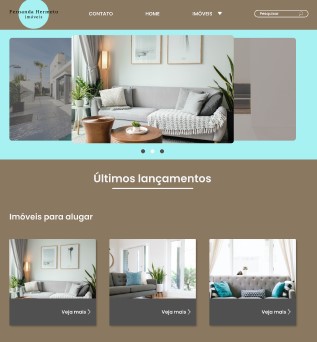 Fernanda Hermeto
Imóveis
CONTATO
HOME
IMÓVEIS
Pesquisar
Últimos lançamentos
Imóveis para alugar
Veja mais
Veja mais
Veja mais